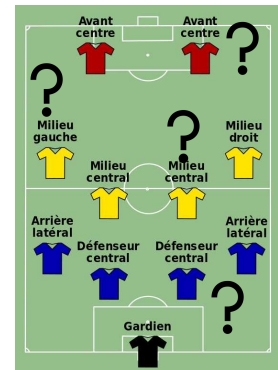 Avant
centre
Avant
centre
?
?
?
Milieu
gauche
Milieu
droit
Milieu
central
Milieu
central
Arrière
latéral
Arrière
latéral
Défenseur
central
Défenseur
central
?
Gardien